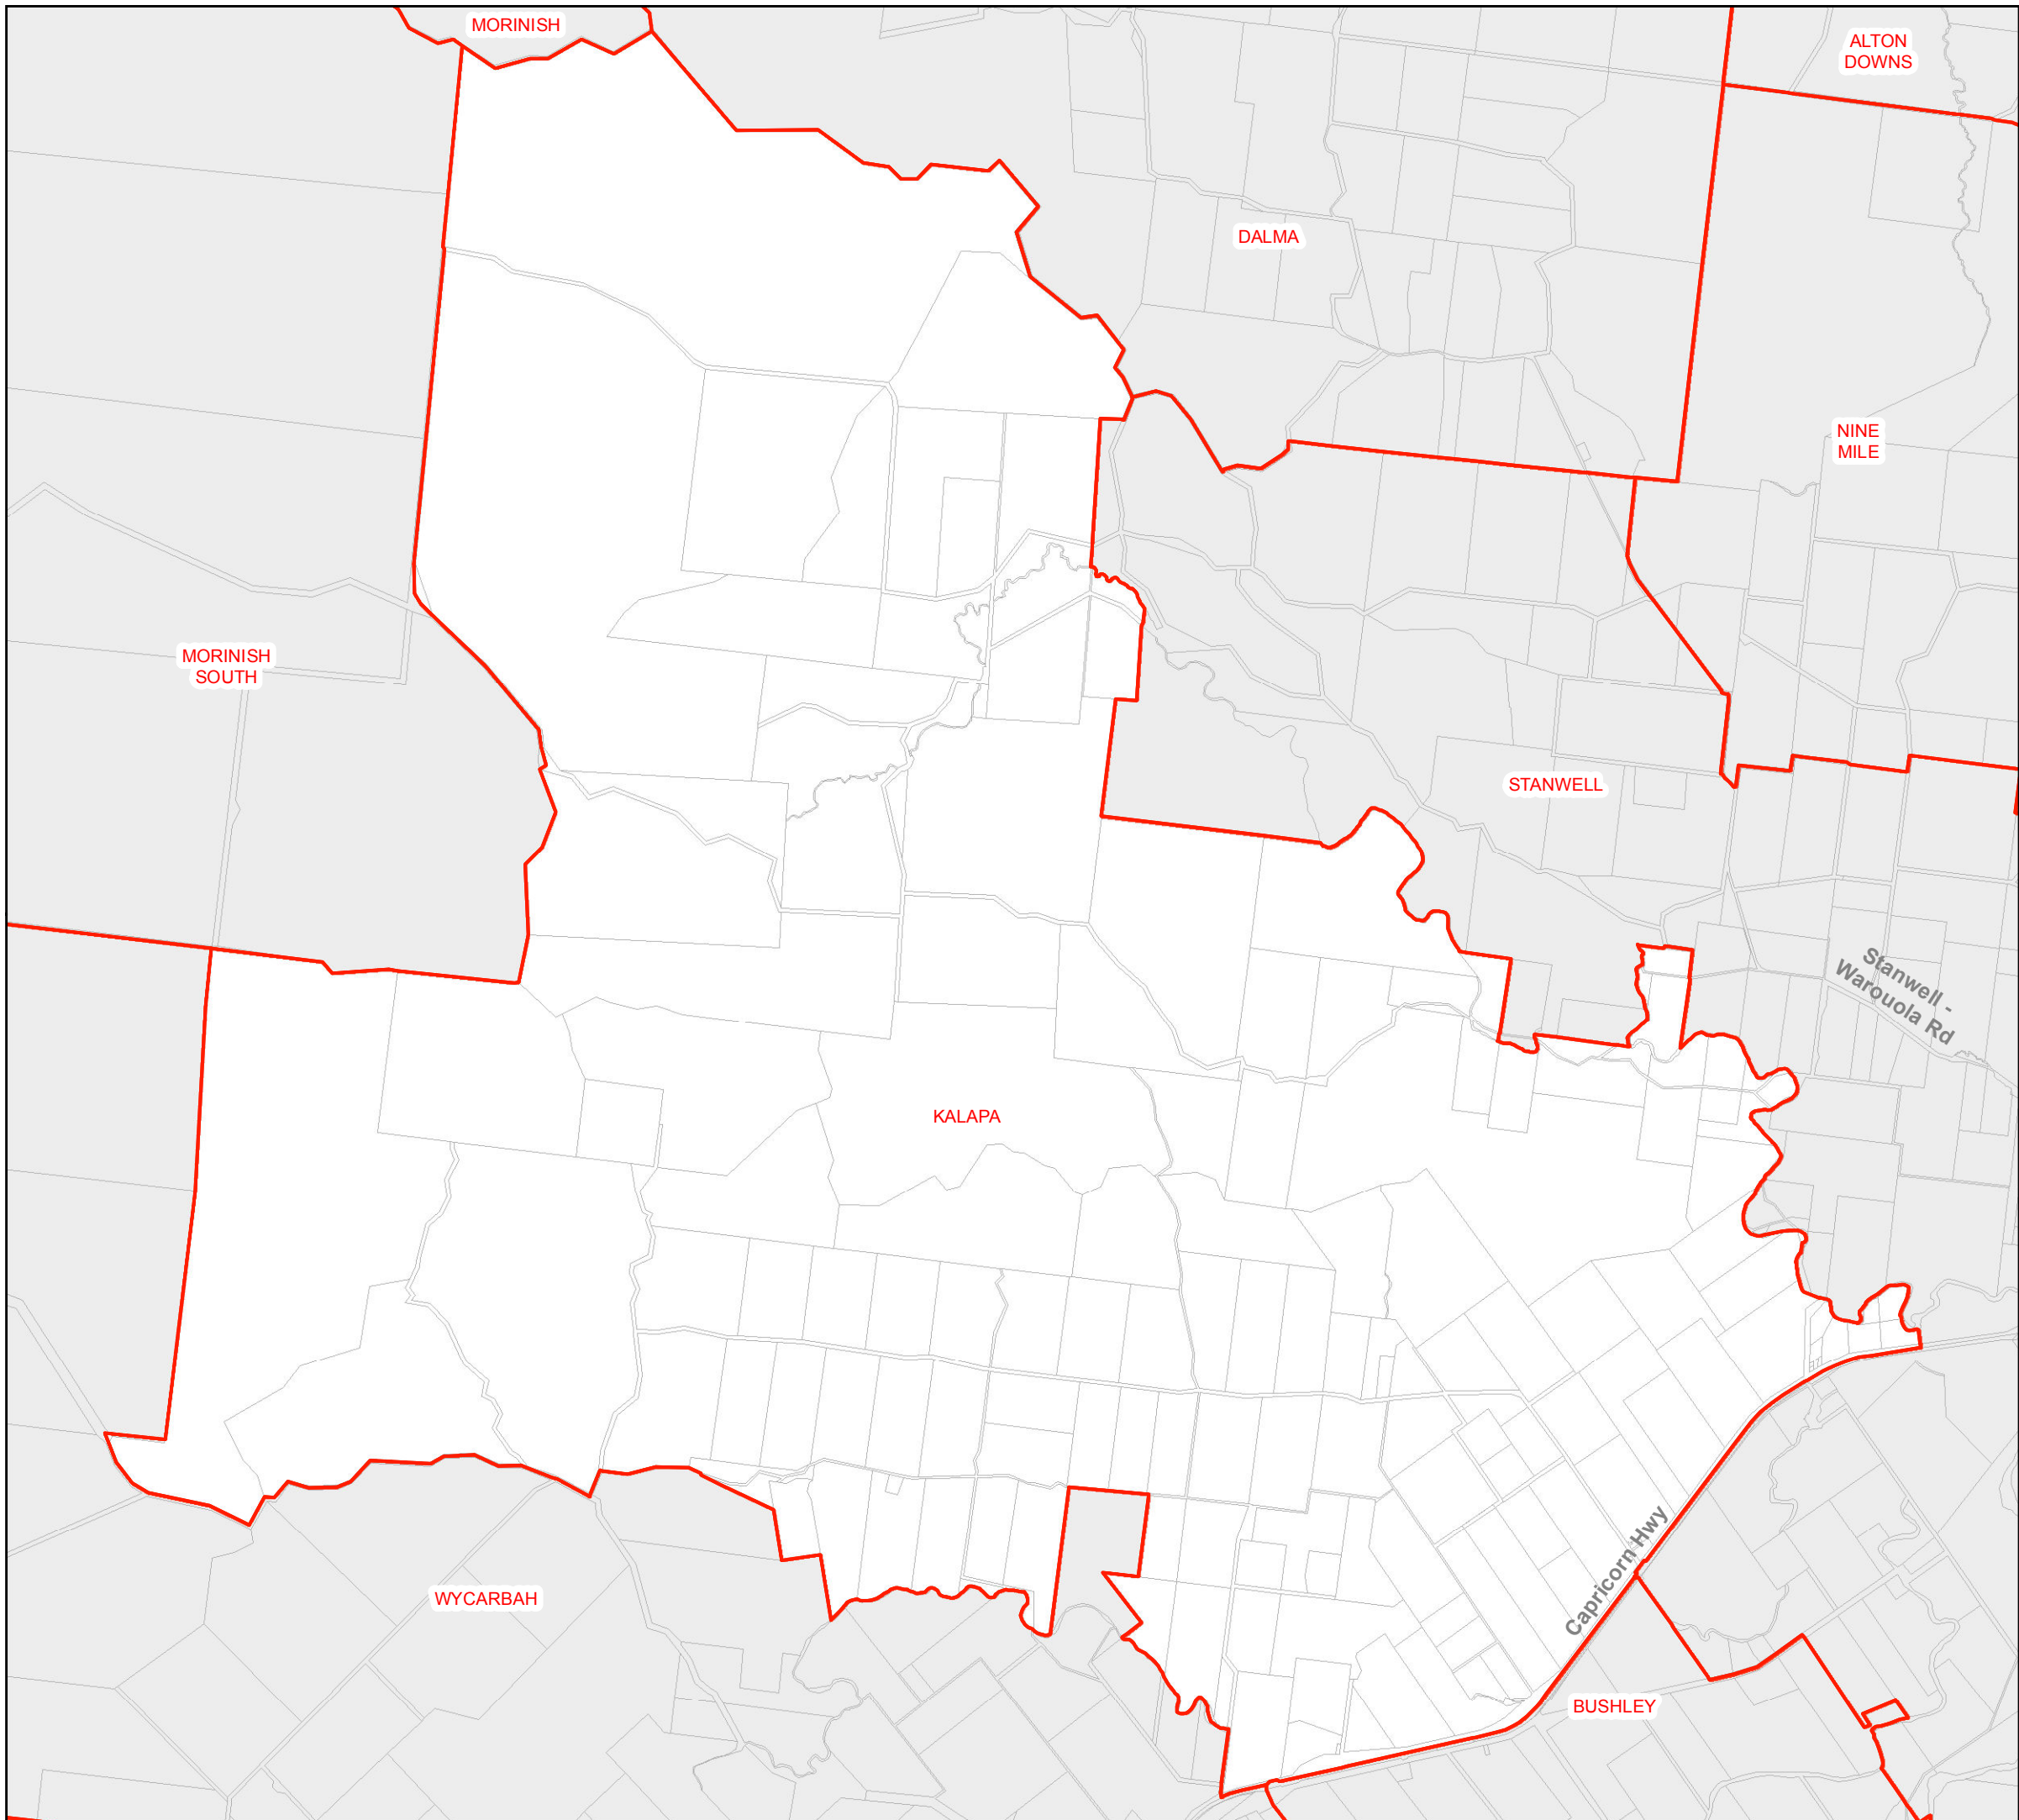 MORINISH
ALTON
DOWNS
DALMA
NINE
MILE
MORINISH
SOUTH
STANWELL
Stanwell -
Warouola Rd
KALAPA
Capricorn Hwy
WYCARBAH
BUSHLEY